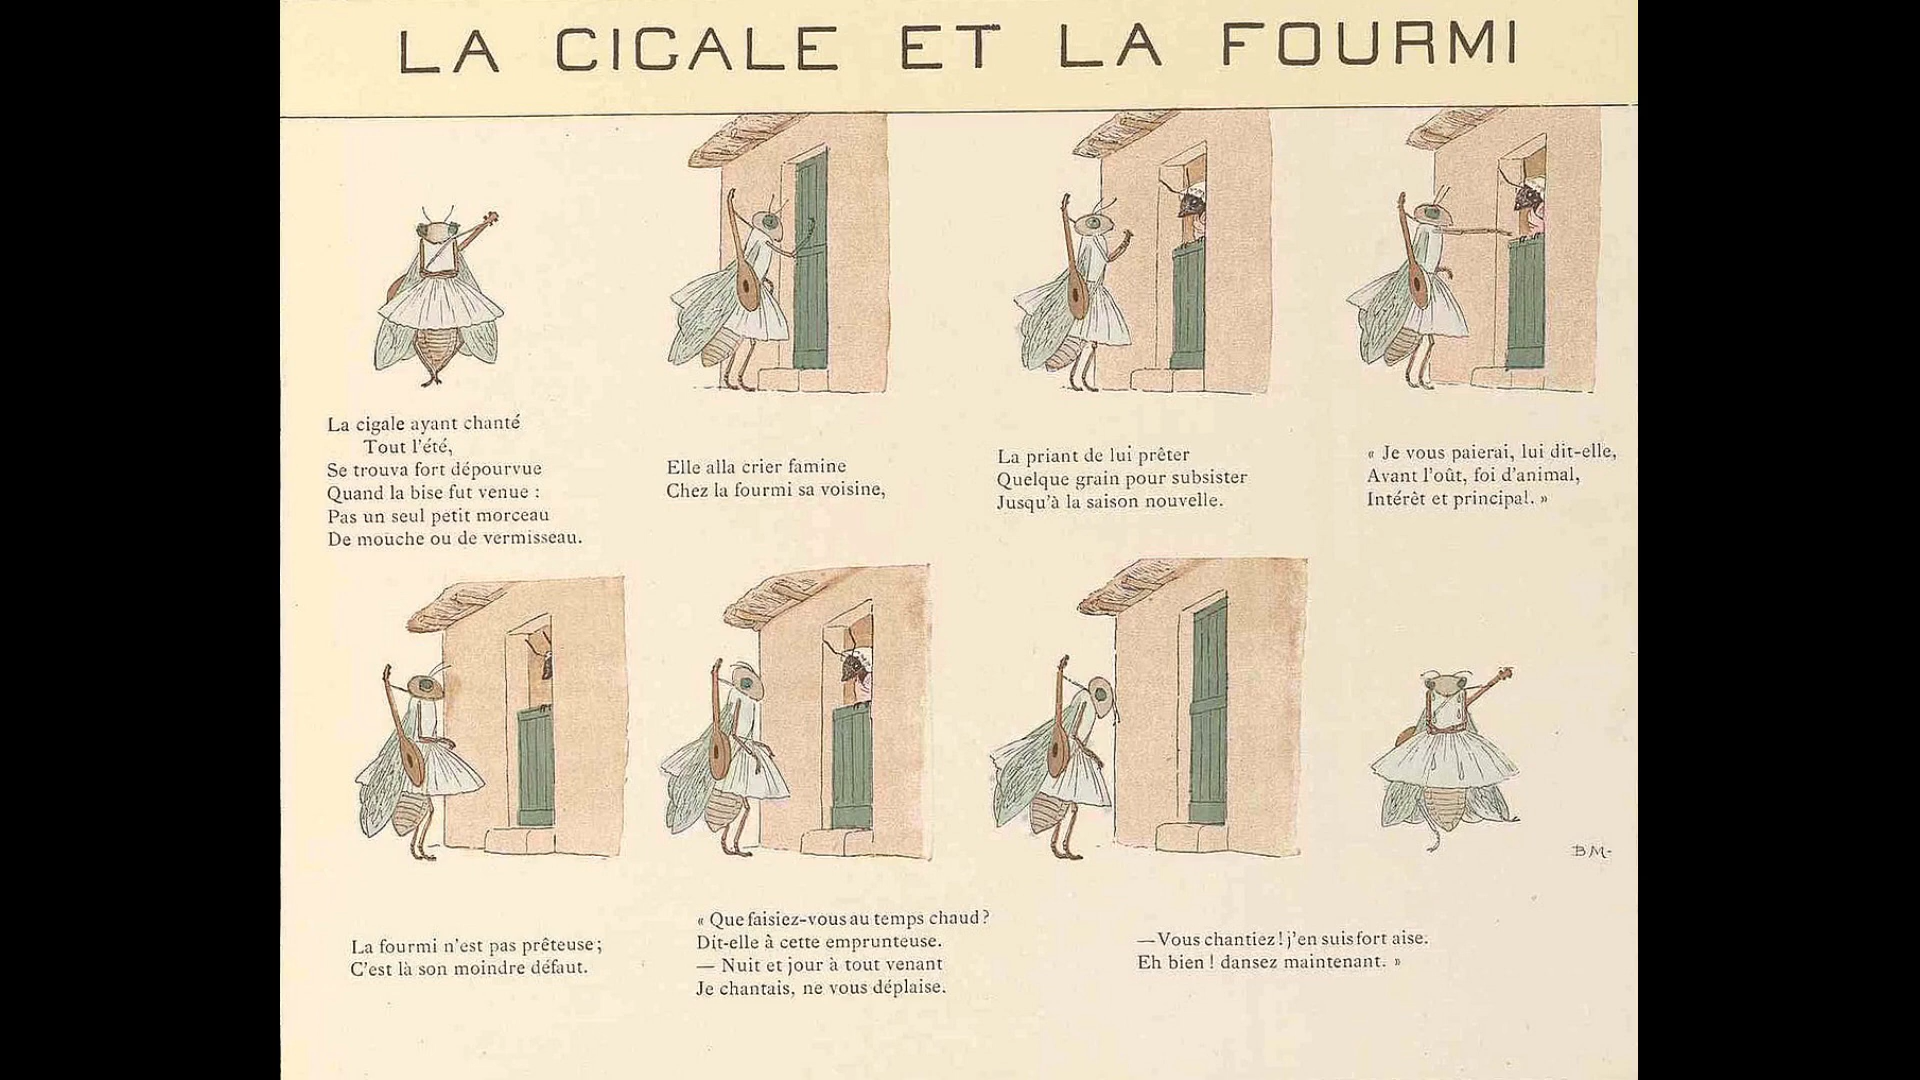 LA CIGALE ET LA FOURMI
La cigale ayant chanté
Tout l'été,
Se trouva fort dépourvue
Quand la bise fut venue :
Pas un seul petit morceau
De mouche ou de vermisseau.
Elle alla crier famine
Chez la fourmi sa voisine,
La priant de lui prêter
Quelque grain pour subsister
Jusqu'à la saison nouvelle.
« Je vous paierai, lui dit-elle,
Avant l'oût, foi d'animal,
Intérêt et principal. »
La fourmi n'est pas prêteuse ;
C'est là son moindre défaut.
« Que faisiez-vous au temps chaud ?
Dit-elle à cette emprunteuse.
— Nuit et jour à tout venant
Je chantais, ne vous déplaise.
— Vous chantiez ! j'en suis fort aise.
Eh bien ! dansez maintenant. »
BM-